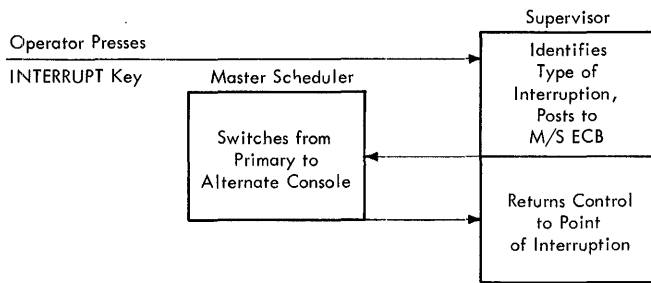 Supervisor
Operator Presses
INTERRUPT Key
Identifies
Type of
Interruption,
Posts to
M/S ECB
Master Scheduler
Switches from
Primary to
Alternate Console
Returns Control
to Point
of Interruption